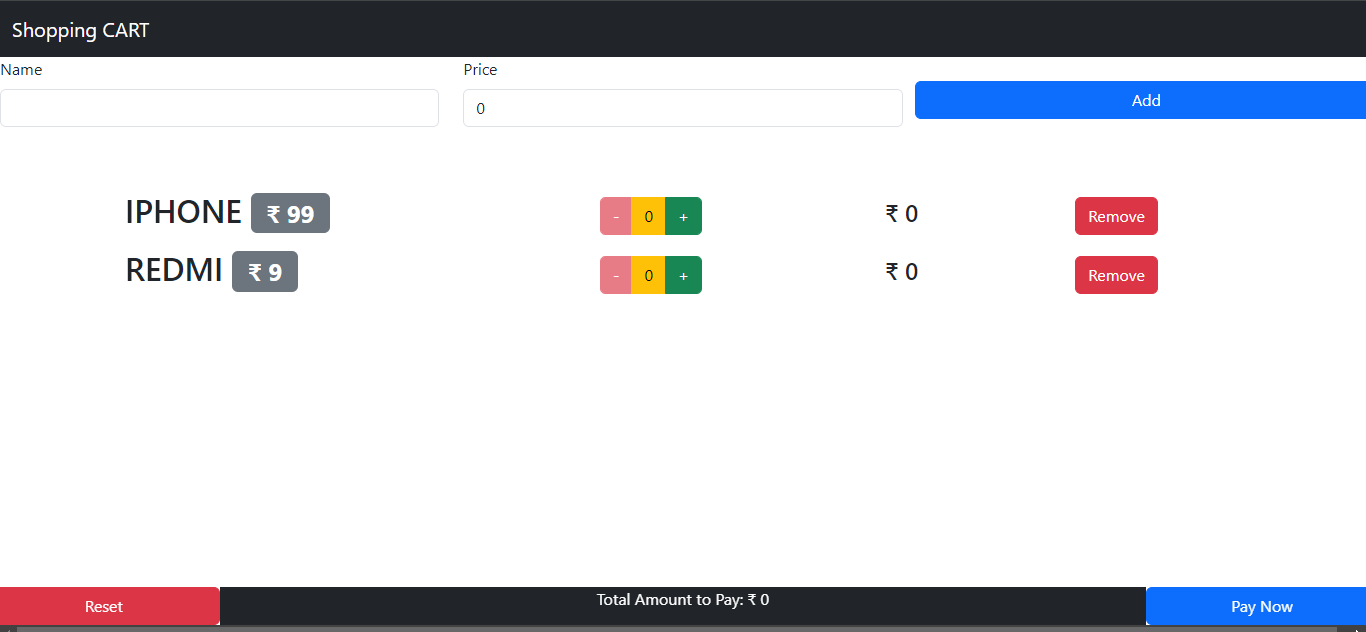 Shopping CART
Name Price
0 Add
IPHONE ₹ 99 - 0 + ₹ 0 Remove
REDMI ₹ 9 - 0 + ₹ 0 Remove
Reset Total Amount to Pay: ₹ 0 Pay Now